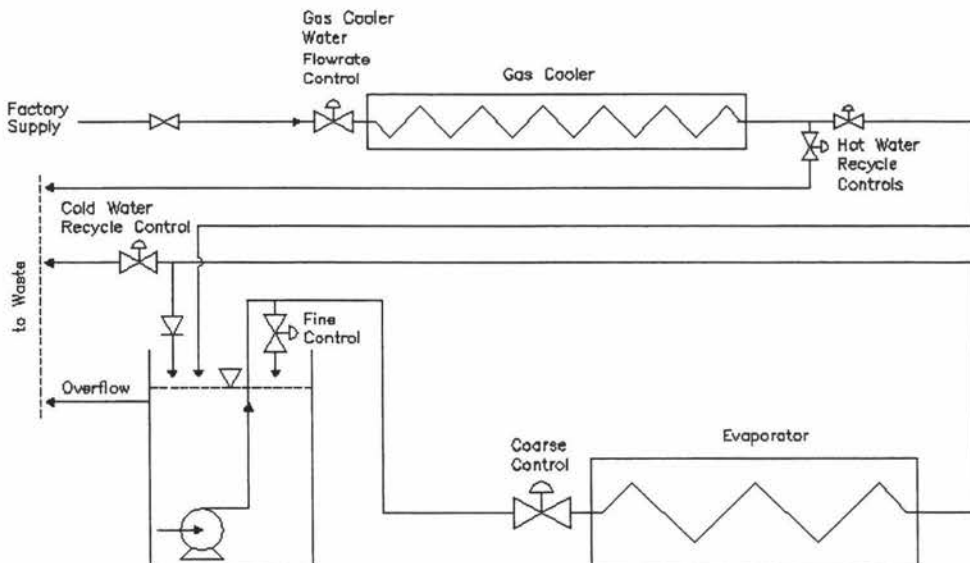 Gas Cooler
Water
Flowrate
Control
Gas Cooler
Factory
Supply
Hot Water
Recycle
Controls
Cold Water
Recycle Control
to Waste
Fine
Control
Overflow
Coarse
Control
Evaporator